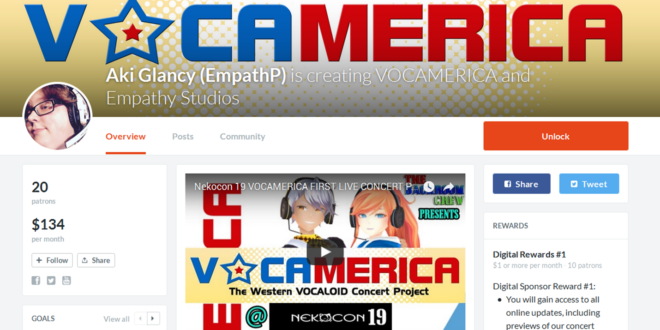 VOCAMERICA
Aki Glancy (EmpathP) is creating VOCAMERICA and
Empathy Studios
Overview
Posts
Community
Unlock
20
patrons
$134
per month
+ Follow
Share
GOALS
View all
Nekocon 19 VOCAMERICA FIRST LIVE CONCERT P...
THE
CREW
PRESENTS
CA
VOCAMERICA
The Western VOCALOID Concert Project
@
NEKOCON 19
Share
Tweet
REWARDS
Digital Rewards #1
$1 or more per month · 10 patrons
Digital Sponsor Reward #1:
• You will gain access to all
online updates, including
previews of our concert